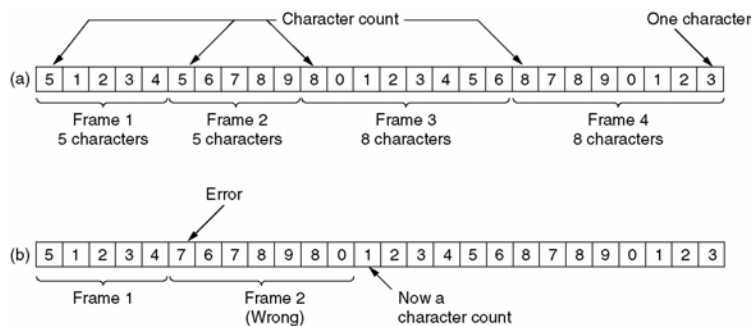 Character count
One character
(a) 5 1 2 3 4 5 6 7 8 9 8 0 1 2 3 4 5 6 8 7 8 9 0 1 2 3
Frame 1 Frame 2 Frame 3 Frame 4
5 characters 5 characters 8 characters 8 characters
Error
(b) 5 1 2 3 4 7 6 7 8 9 8 0 1 2 3 4 5 6 8 7 8 9 0 1 2 3
Frame 1 Frame 2 Now a
(Wrong) character count